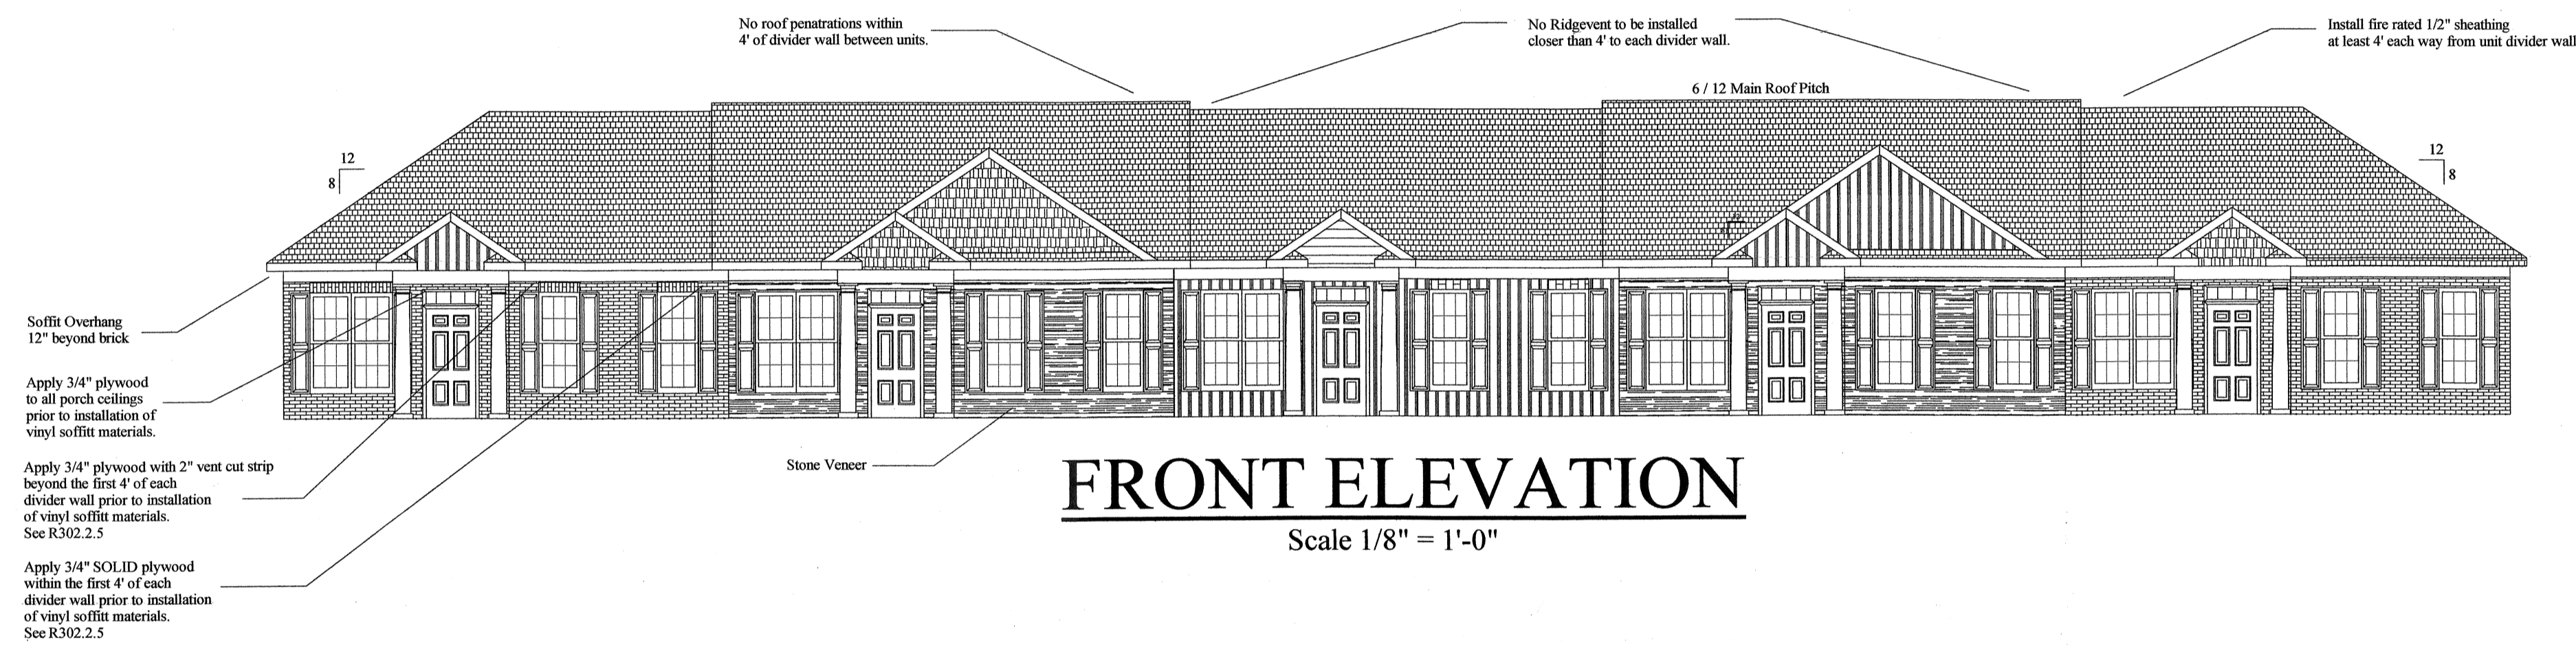 No roof penatrations within
4' of divider wall between units.
No Ridgevent to be installed
closer than 4' to each divider wall.
Install fire rated 1/2" sheathing
at least 4' each way from unit divider wall
6 / 12 Main Roof Pitch
12
8
12
8
Soffit Overhang
12" beyond brick
Apply 3/4" plywood
to all porch ceilings
prior to installation of
vinyl soffitt materials.
Apply 3/4" plywood with 2" vent cut strip
beyond the first 4' of each
divider wall prior to installation
of vinyl soffitt materials.
See R302.2.5
Apply 3/4" SOLID plywood
within the first 4' of each
divider wall prior to installation
of vinyl soffitt materials.
See R302.2.5
Stone Veneer
FRONT ELEVATION
Scale 1/8" = 1'-0"